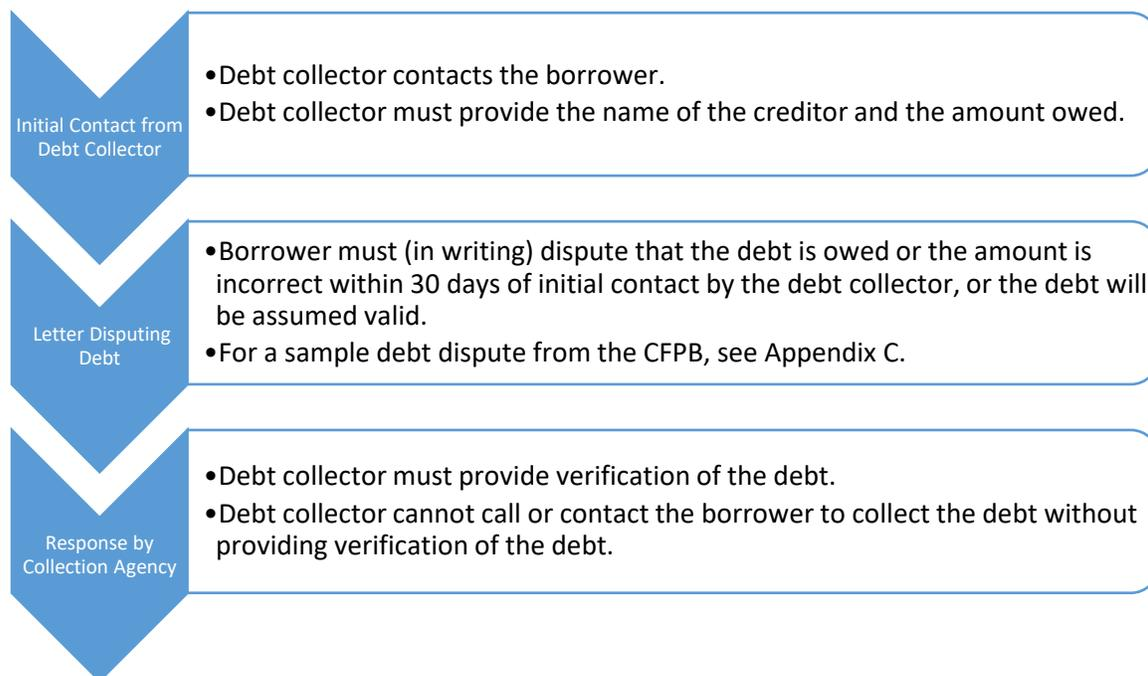 Initial Contact from
Debt Collector
•Debt collector contacts the borrower.
•Debt collector must provide the name of the creditor and the amount owed.
Letter Disputing
Debt
•Borrower must (in writing) dispute that the debt is owed or the amount is
incorrect within 30 days of initial contact by the debt collector, or the debt will
be assumed valid.
•For a sample debt dispute from the CFPB, see Appendix C.
Response by
Collection Agency
•Debt collector must provide verification of the debt.
•Debt collector cannot call or contact the borrower to collect the debt without
providing verification of the debt.